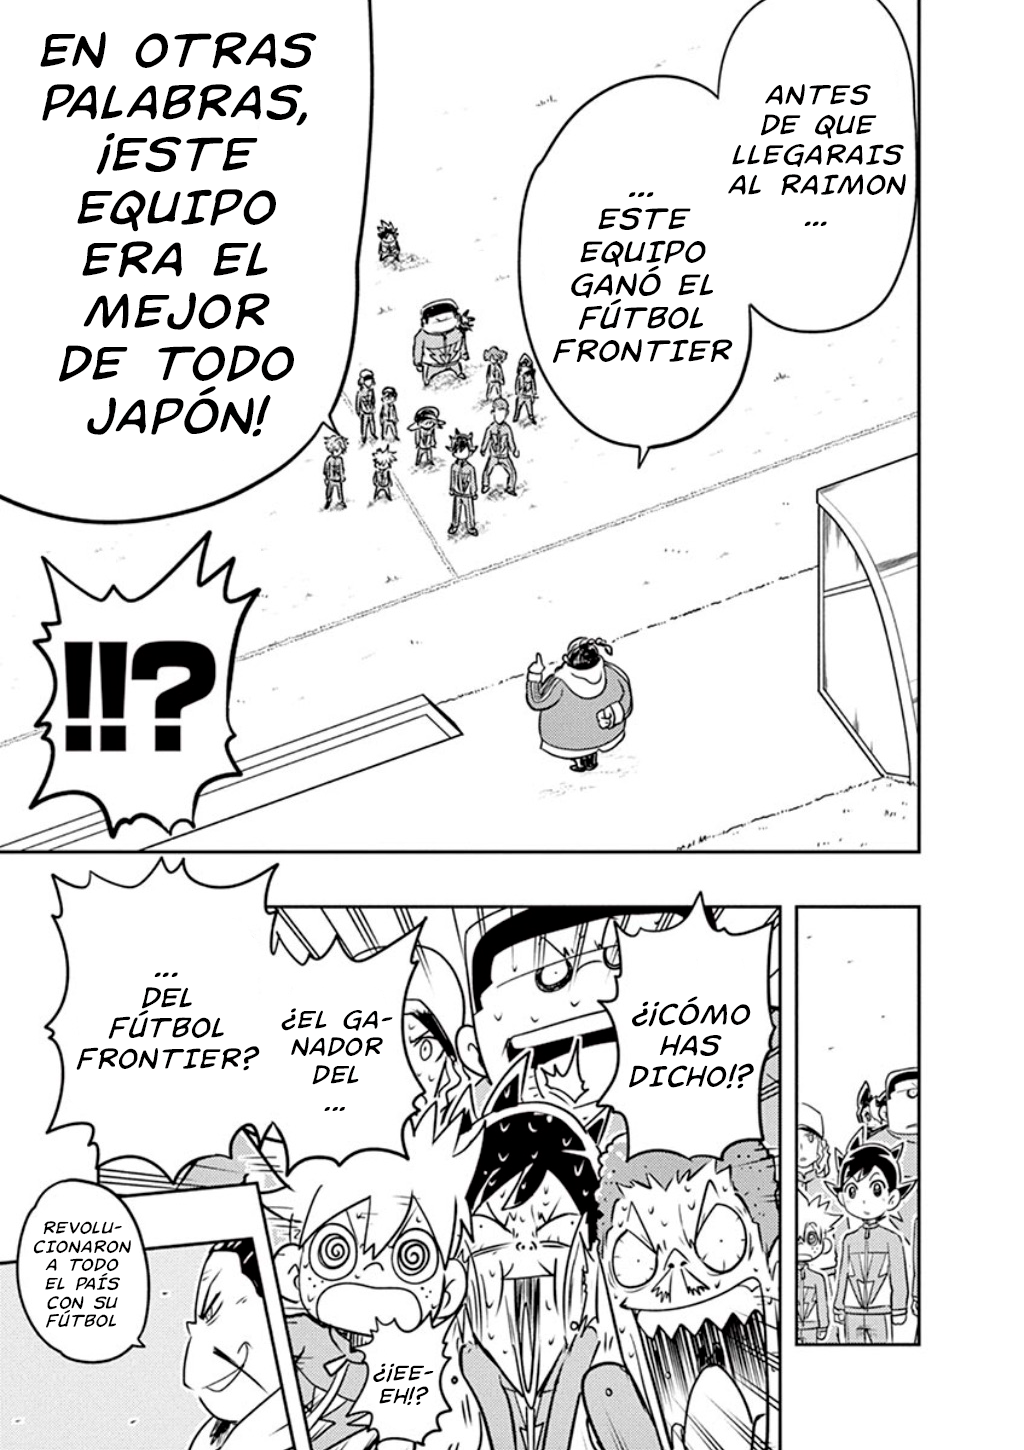 ANTES
DE QUE
LLEGARAIS
AL RAIMON
...
...
ESTE
EQUIPO
GANÓ EL
FÚTBOL
FRONTIER
EN OTRAS
PALABRAS,
¡ESTE
EQUIPO
ERA EL
MEJOR
DE TODO
JAPÓN!
!!?
¿¡CÓMO
HAS
DICHO!?
¿EL GA-
NADOR
DEL
...
...
DEL
FÚTBOL
FRONTIER?
¿¡EE-
EH!?
REVOLU-
CIONARON
A TODO
EL PAÍS
CON SU
FÚTBOL